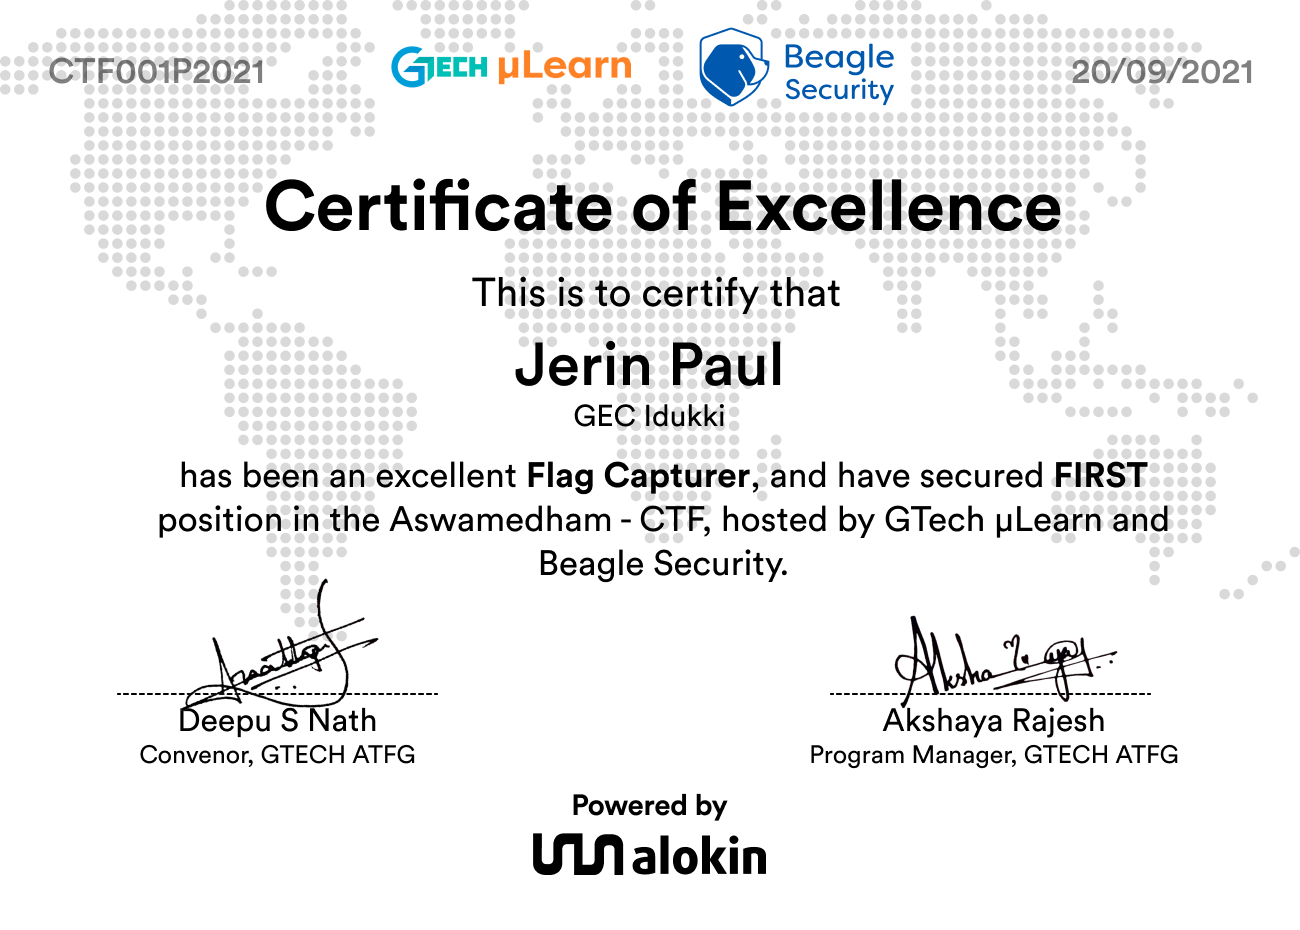 CTF001P2021
GTECH µLearn
Beagle
Security
20/09/2021
Certificate of Excellence
This is to certify that
Jerin Paul
GEC Idukki
has been an excellent Flag Capturer, and have secured FIRST
position in the Aswamedham - CTF, hosted by GTech µLearn and
Beagle Security.
Deepu S Nath
Convenor, GTECH ATFG
Akshaya Rajesh
Program Manager, GTECH ATFG
Powered by
alokin